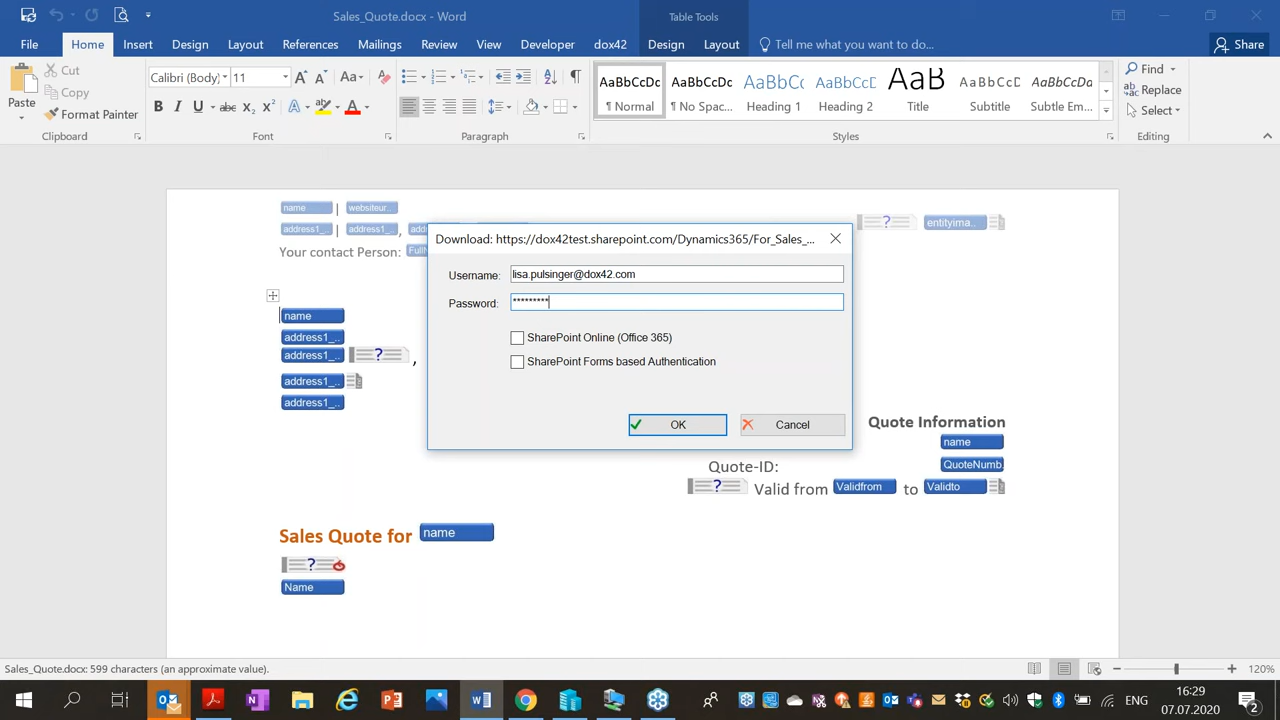 Sales_Quote.docx - Word
Table Tools
File Home Insert Design Layout References Mailings Review View Developer dox42 Design Layout Tell me what you want to do... Share
Paste
Cut
Copy
Format Painter
Calibri (Body) 11
AaBbCcDc AaBbCcDc AaBbCc AaBbCcC AaB AaBbCcD AaBbCcDc
¶ Normal ¶ No Spac... Heading 1 Heading 2 Title Subtitle Subtle Em...
Find
Replace
Select
Clipboard Font Paragraph Styles Editing
name | websiteur..
address1_... | address1_..,
Your contact Person:
entityima..
name
address1_..
address1_.. ? ,
address1_..
address1_..
Download: https://dox42test.sharepoint.com/Dynamics365/For_Sales_...
Username: lisa.pulsinger@dox42.com
Password: *********
SharePoint Online (Office 365)
SharePoint Forms based Authentication
OK Cancel
Quote Information
name
Quote-ID: QuoteNumb.
? Valid from Validfrom to Validto
Sales Quote for name
?
Name
Sales_Quote.docx: 599 characters (an approximate value).
120%
ENG
16:29
07.07.2020